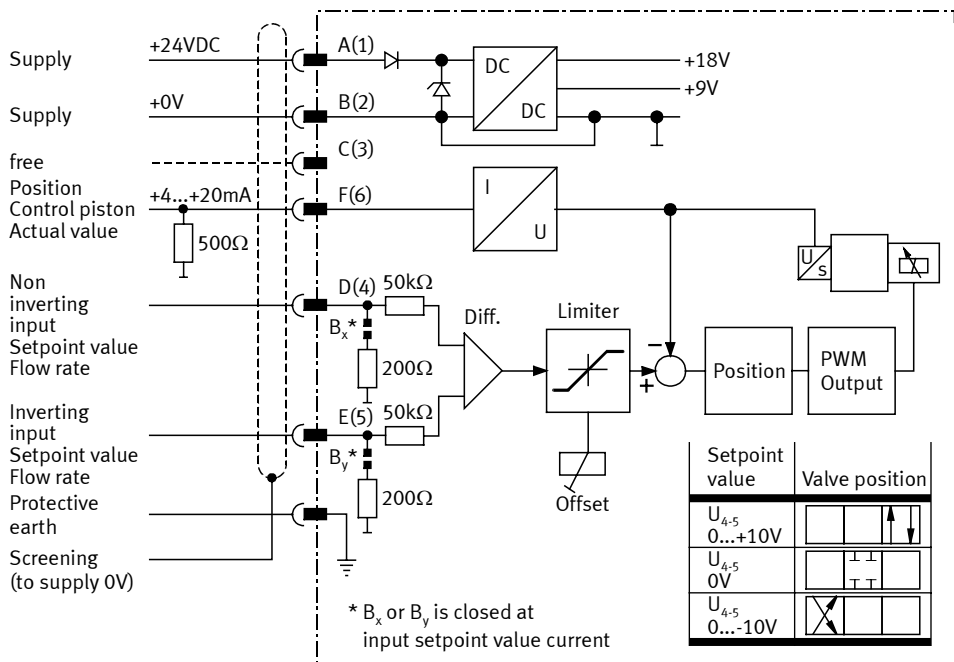 Supply
+24VDC
A(1)
DC
DC
+18V
+9V
Supply
+0V
B(2)
free
C(3)
Position
Control piston
Actual value
+4...+20mA
500Ω
F(6)
I
U
U
s
Non
inverting
input
Setpoint value
Flow rate
D(4)
50kΩ
Bx*
200Ω
Diff.
Limiter
−
+
Position
PWM
Output
Inverting
input
Setpoint value
Flow rate
E(5)
50kΩ
By*
200Ω
Offset
Protective
earth
Screening
(to supply 0V)
* Bx or By is closed at
input setpoint value current
Setpoint
value
Valve position
U4-5
0...+10V
U4-5
0V
U4-5
0...-10V